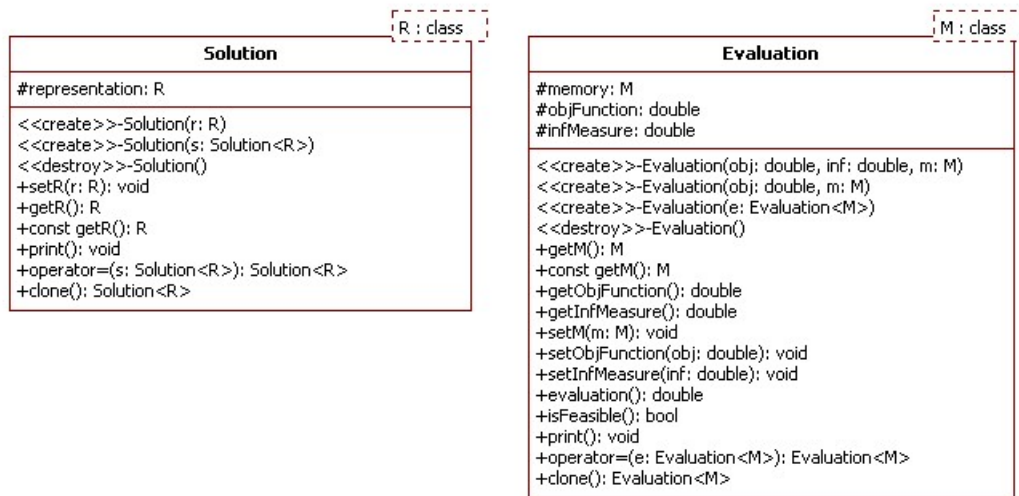 R : class
Solution
#representation: R
<<create>>-Solution(r: R)
<<create>>-Solution(s: Solution<R>)
<<destroy>>-Solution()
+setR(r: R): void
+getR(): R
+const getR(): R
+print(): void
+operator=(s: Solution<R>): Solution<R>
+clone(): Solution<R>
M : class
Evaluation
#memory: M
#objFunction: double
#infMeasure: double
<<create>>-Evaluation(obj: double, inf: double, m: M)
<<create>>-Evaluation(obj: double, m: M)
<<create>>-Evaluation(e: Evaluation<M>)
<<destroy>>-Evaluation()
+getM(): M
+const getM(): M
+getObjFunction(): double
+getInfMeasure(): double
+setM(m: M): void
+setObjFunction(obj: double): void
+setInfMeasure(inf: double): void
+evaluation(): double
+isFeasible(): bool
+print(): void
+operator=(e: Evaluation<M>): Evaluation<M>
+clone(): Evaluation<M>